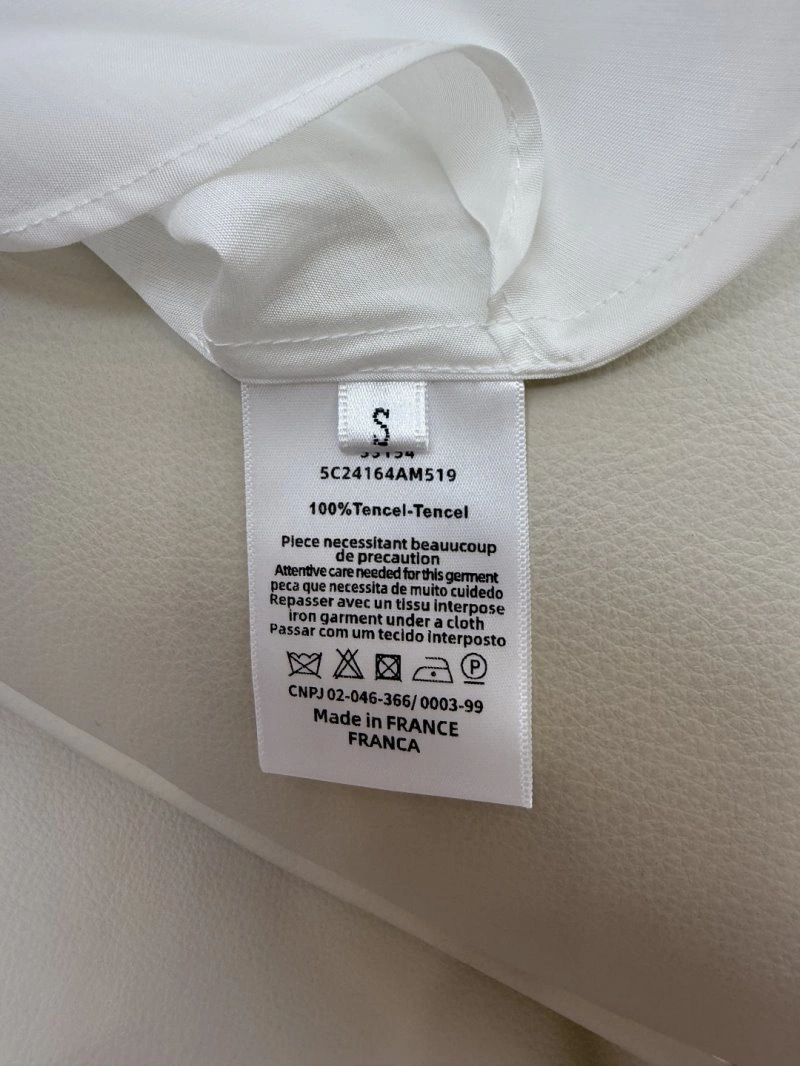 S
5C24164AM519
100%Tencel-Tencel
Piece necessitant beauucoup
de precaution
Attentive care needed for this germent
peca que necessita de muito cuidedo
Repasser avec un tissu interpose
iron garment under a cloth
Passar com um tecido interposto
P
CNPJ 02-046-366/ 0003-99
Made in FRANCE
FRANCA